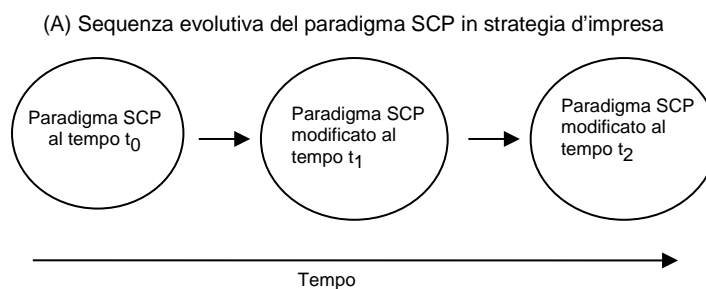 (A) Sequenza evolutiva del paradigma SCP in strategia d'impresa
Paradigma SCP
al tempo t0
Paradigma SCP
modificato al
tempo t1
Paradigma SCP
modificato al
tempo t2
Tempo